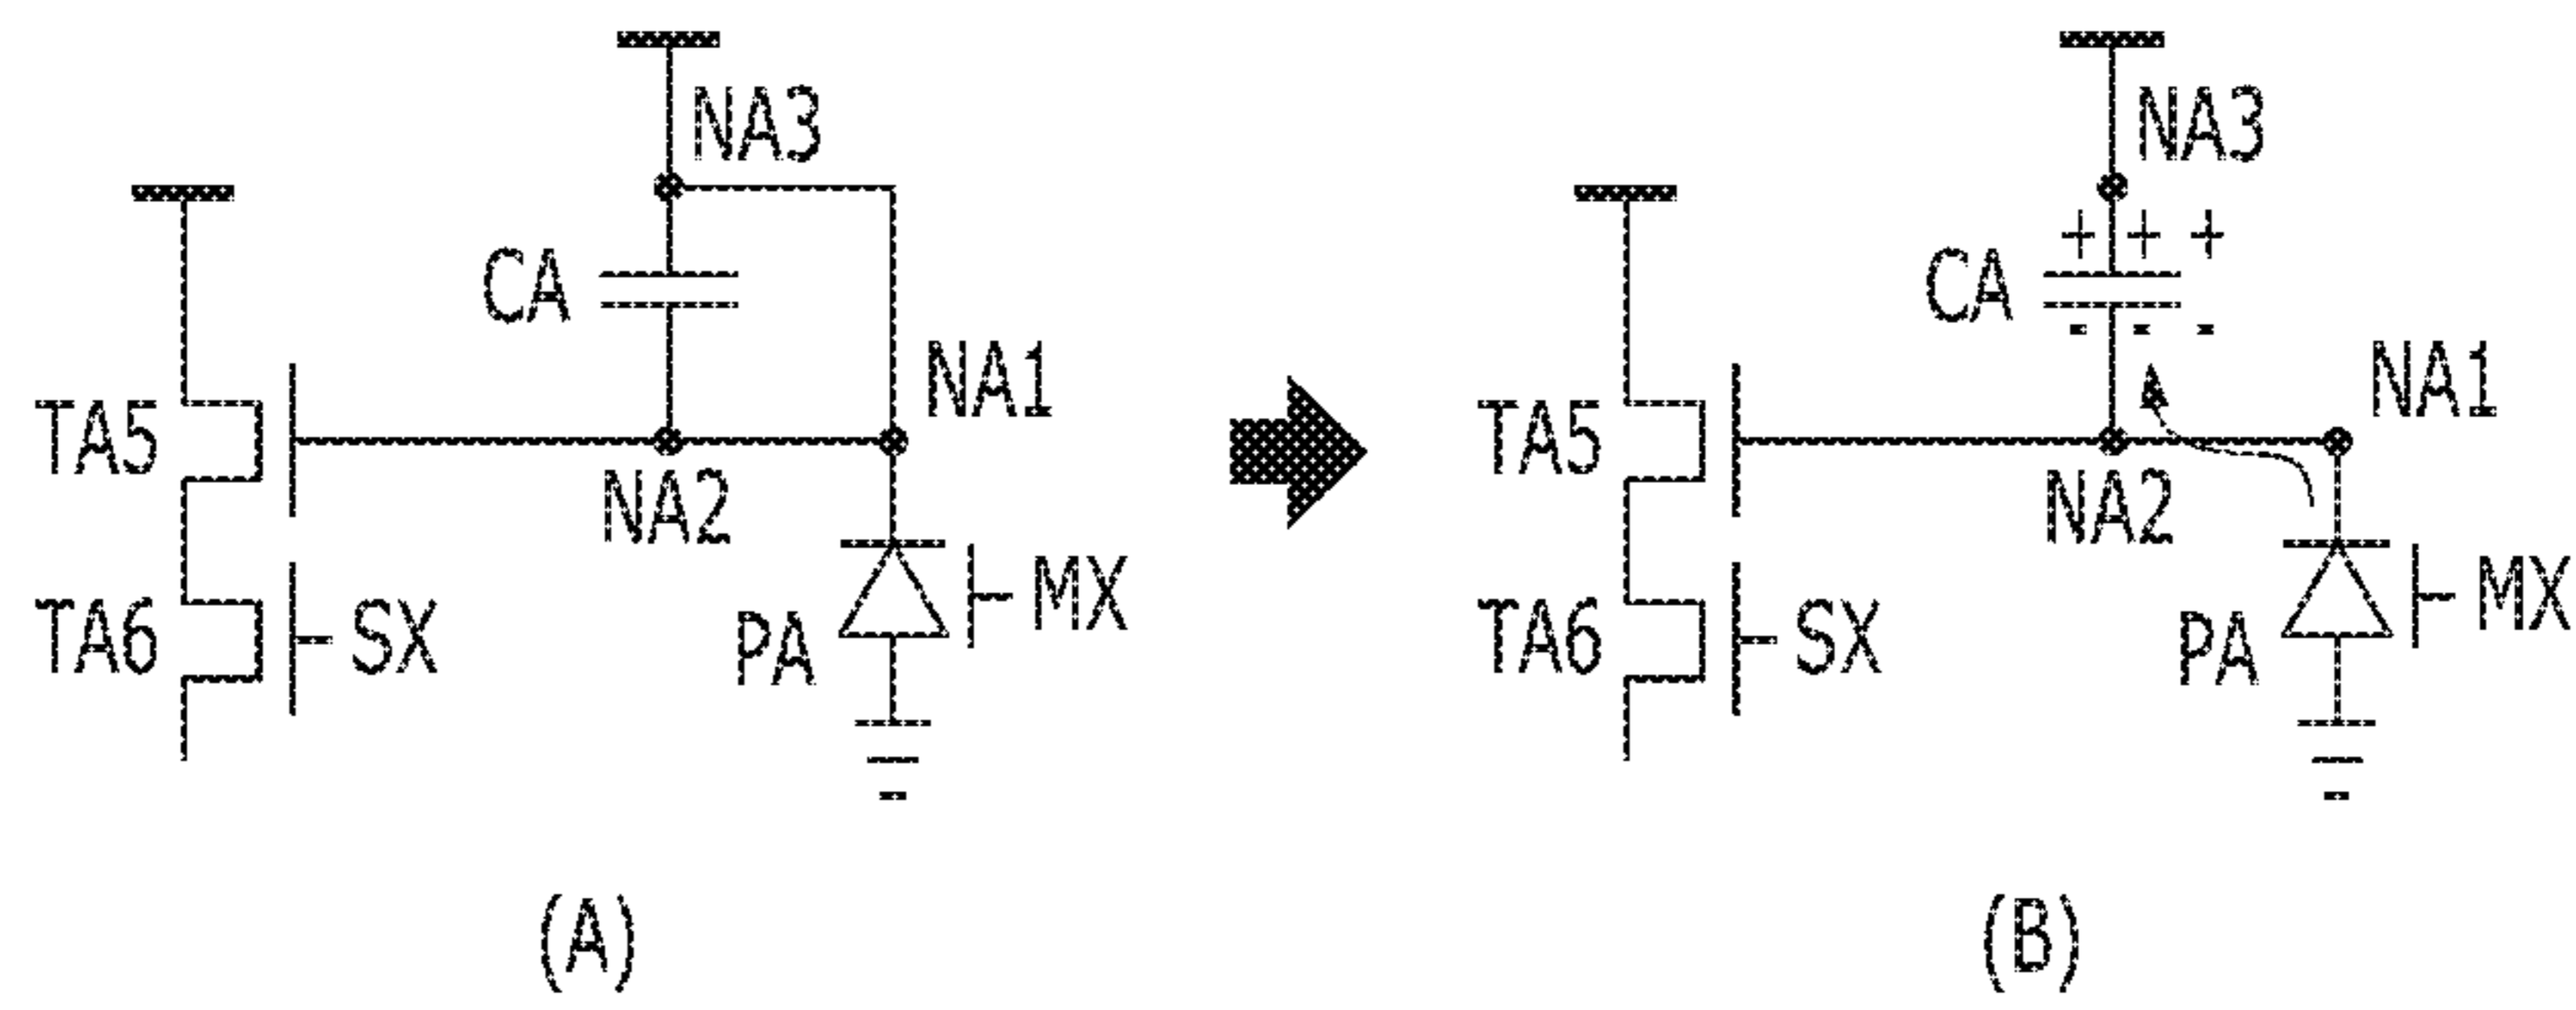 NA3
CA
NA1
TA5
NA2
TA6
SX
PA
MX
(A)
NA3
+ + +
CA
- - -
NA1
TA5
NA2
TA6
SX
PA
MX
(B)